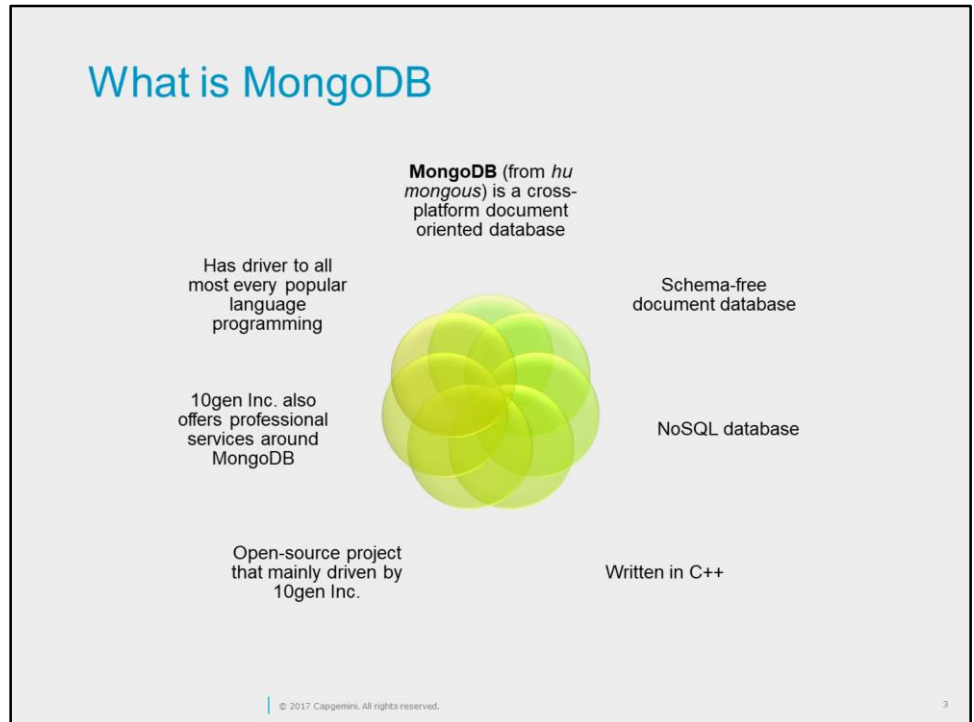 What is MongoDB
MongoDB (from hu
mongous) is a cross-
platform document
oriented database
Schema-free
document database
NoSQL database
Written in C++
Open-source project
that mainly driven by
10gen Inc.
10gen Inc. also
offers professional
services around
MongoDB
Has driver to all
most every popular
language
programming
© 2017 Capgemini. All rights reserved.
3